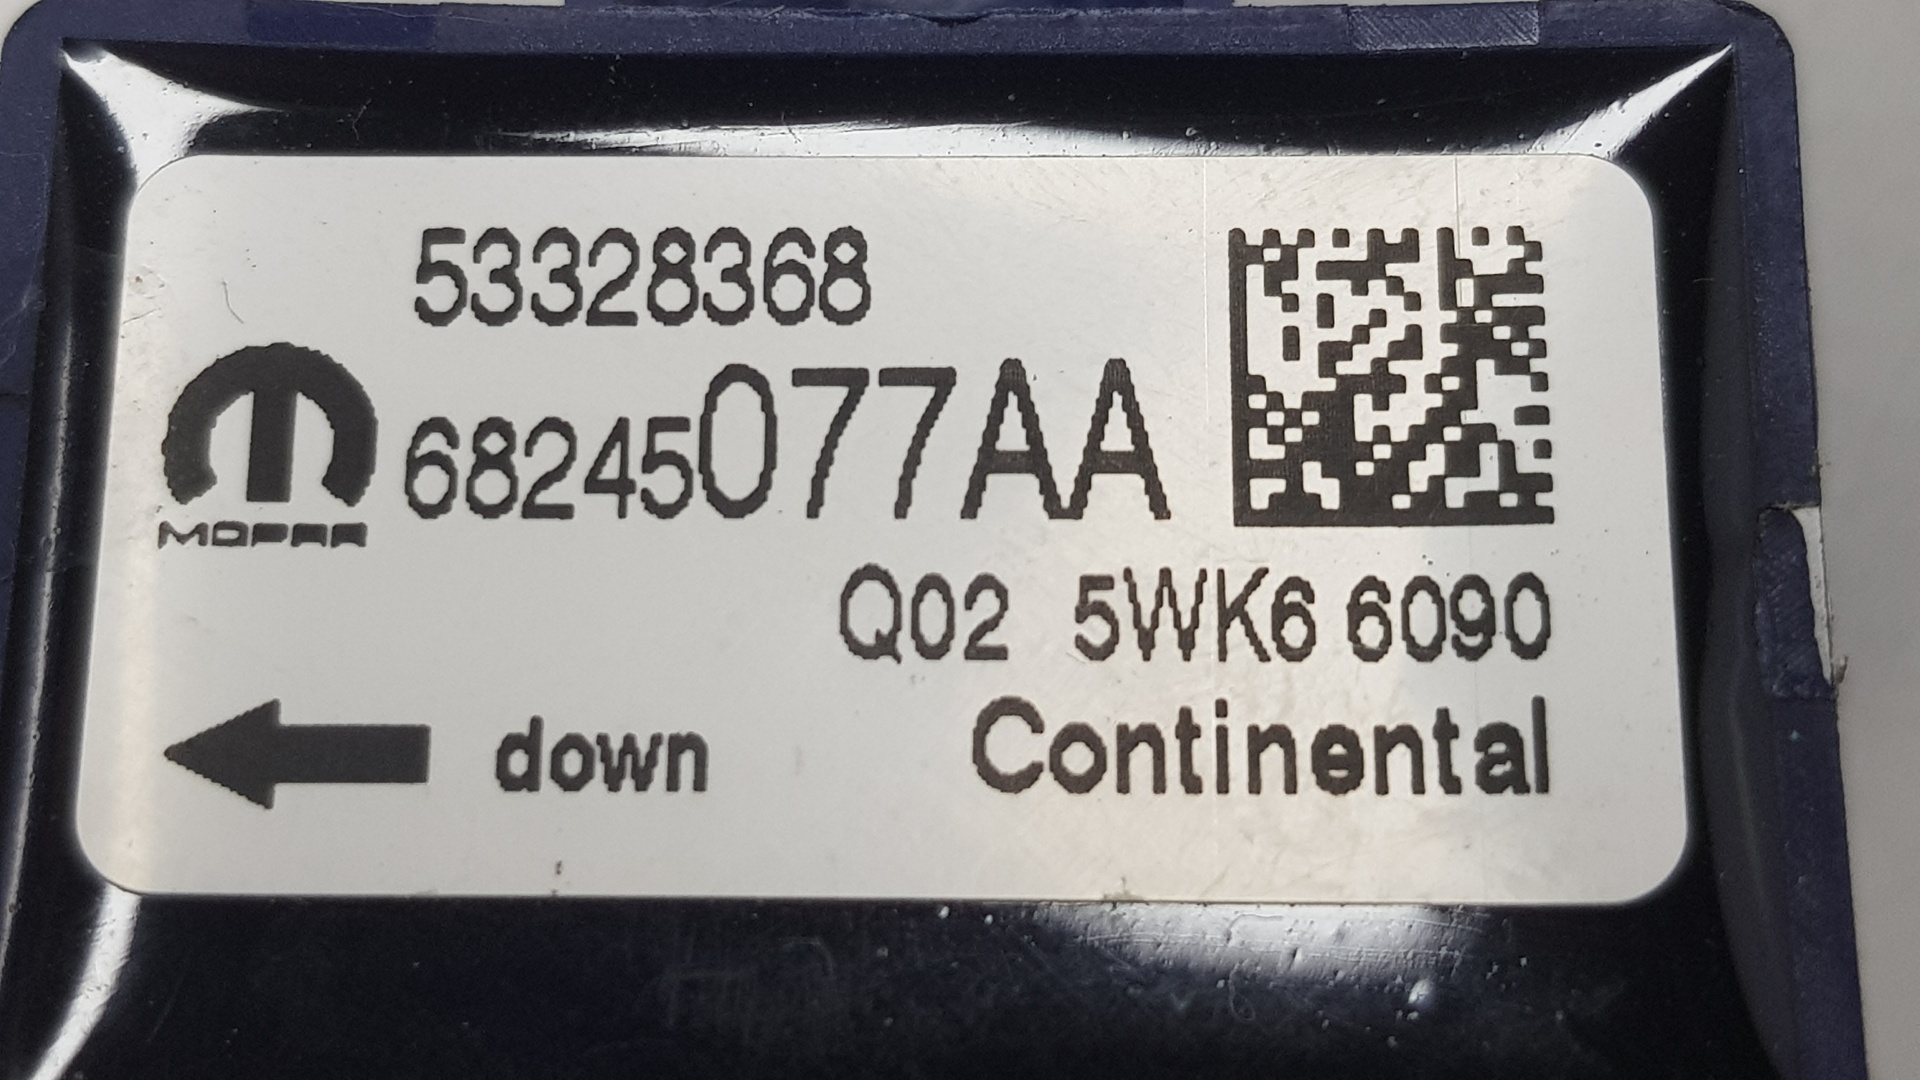 53328368
68245077AA
MOPAR
Q02 5WK6 6090
down
Continental